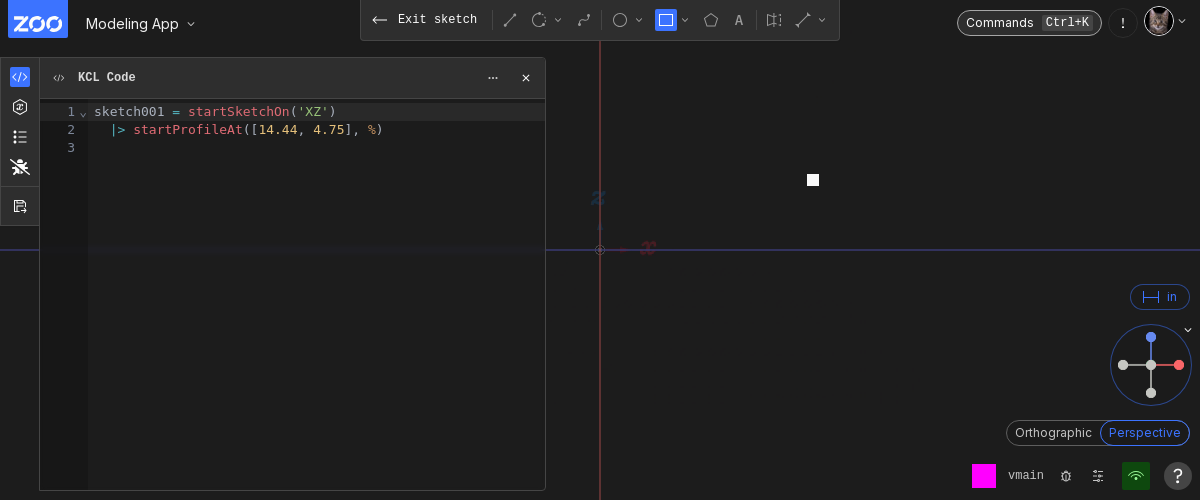 ZOO
Modeling App
Exit sketch
A
Commands Ctrl+K
!
KCL Code
1 sketch001 = startSketchOn('XZ')
2 |> startProfileAt([14.44, 4.75], %)
3
z
x
in
Orthographic
Perspective
vmain
?